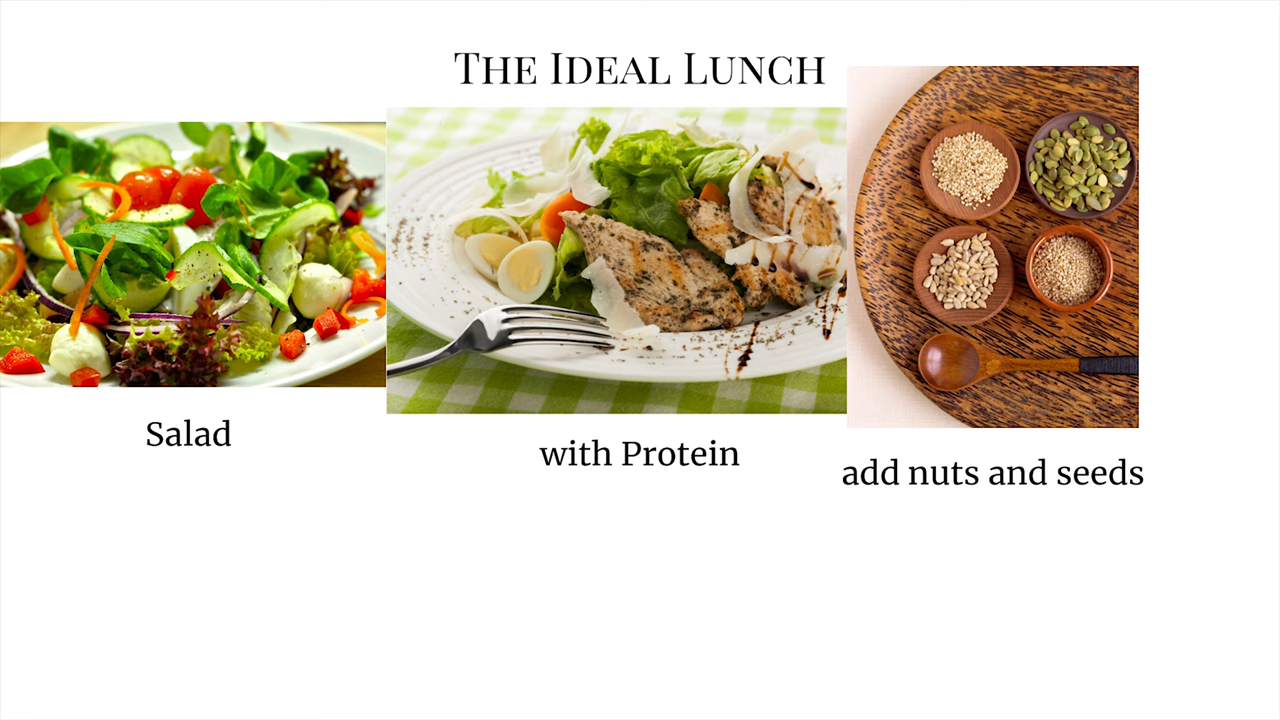 The Ideal Lunch
Salad
with Protein
add nuts and seeds